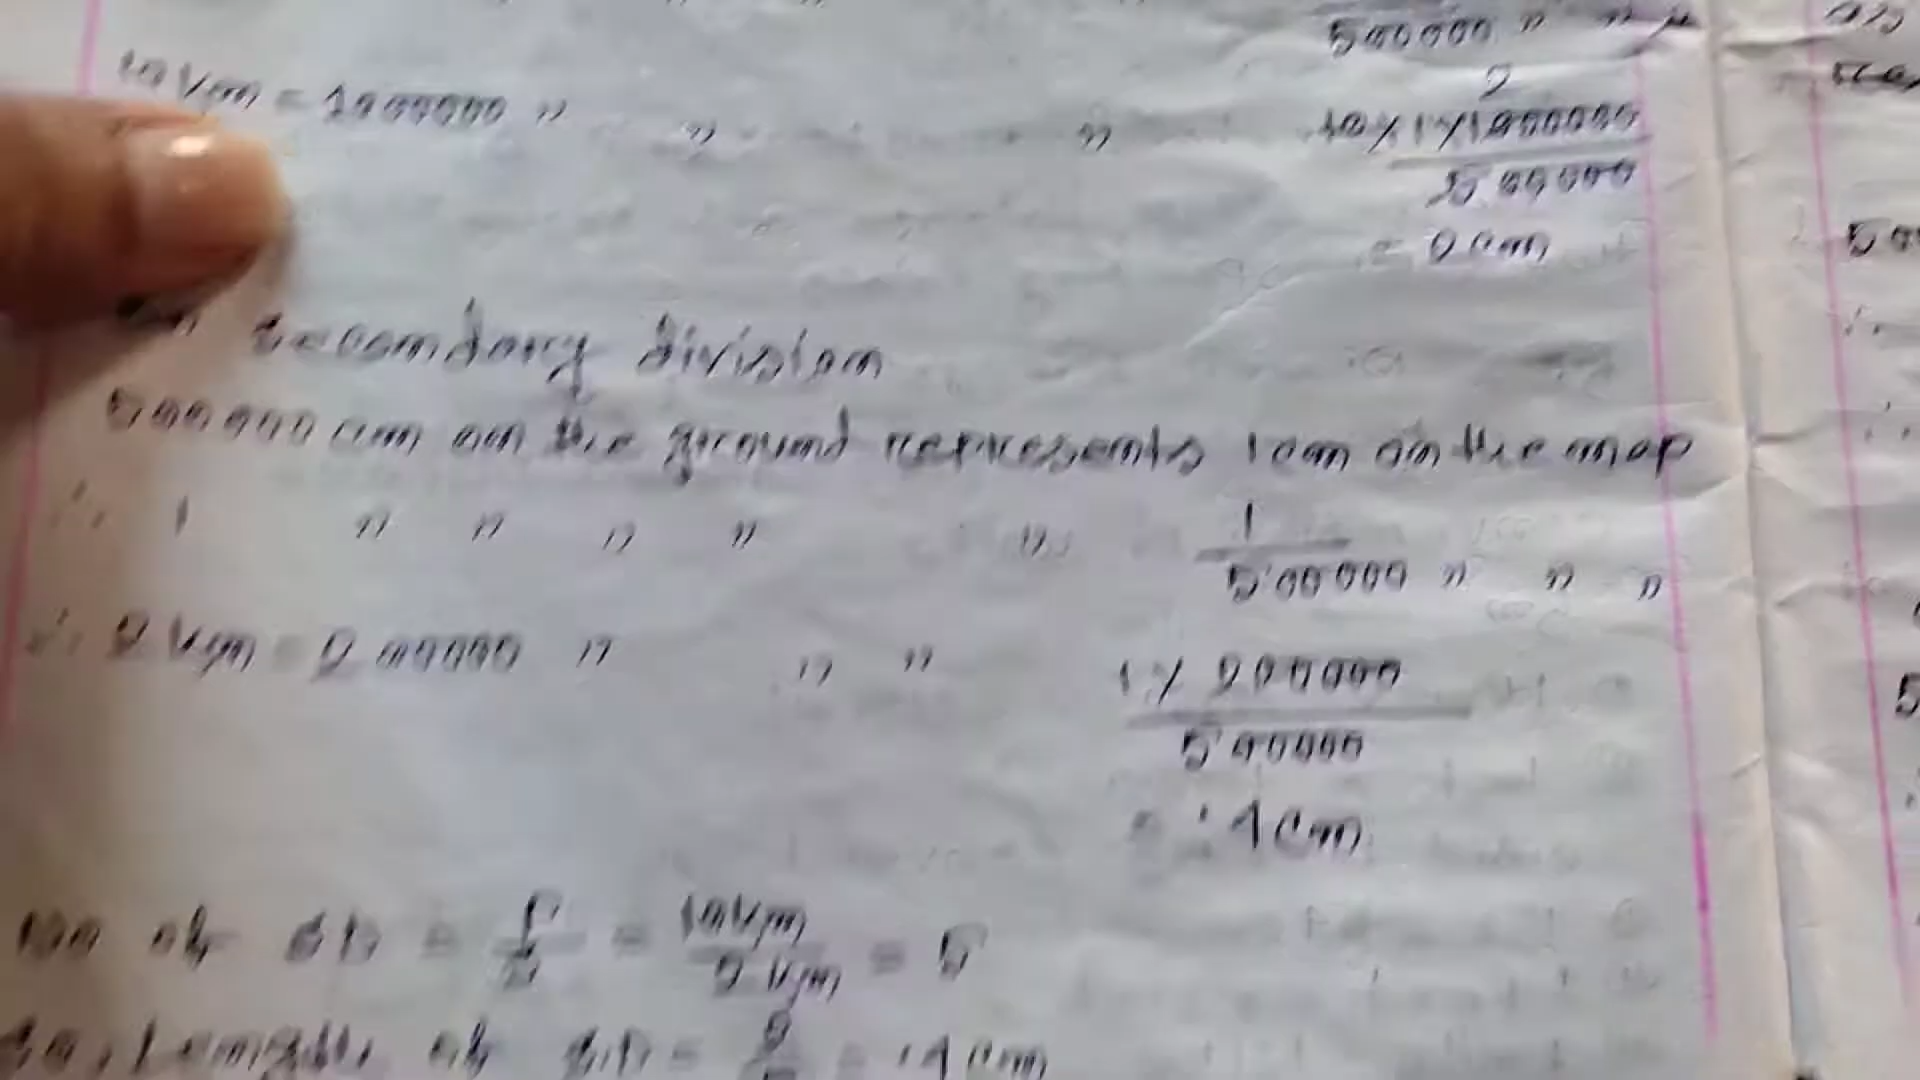 500000 " " "
10 Km = 1000000 " " " 10 X 1 X 1000000 2
500000
= 2 cm
Secondary division
500000 cm on the ground represents 1 cm on the map
∴ 1 " " " " " 1
500000 " " "
∴ 2 Km = 200000 " " " 1 X 200000
500000
= .4 cm
No of SD = P
S = 10 Km
2 Km = 5
So, Length of S.D = 2
5 = .4 cm